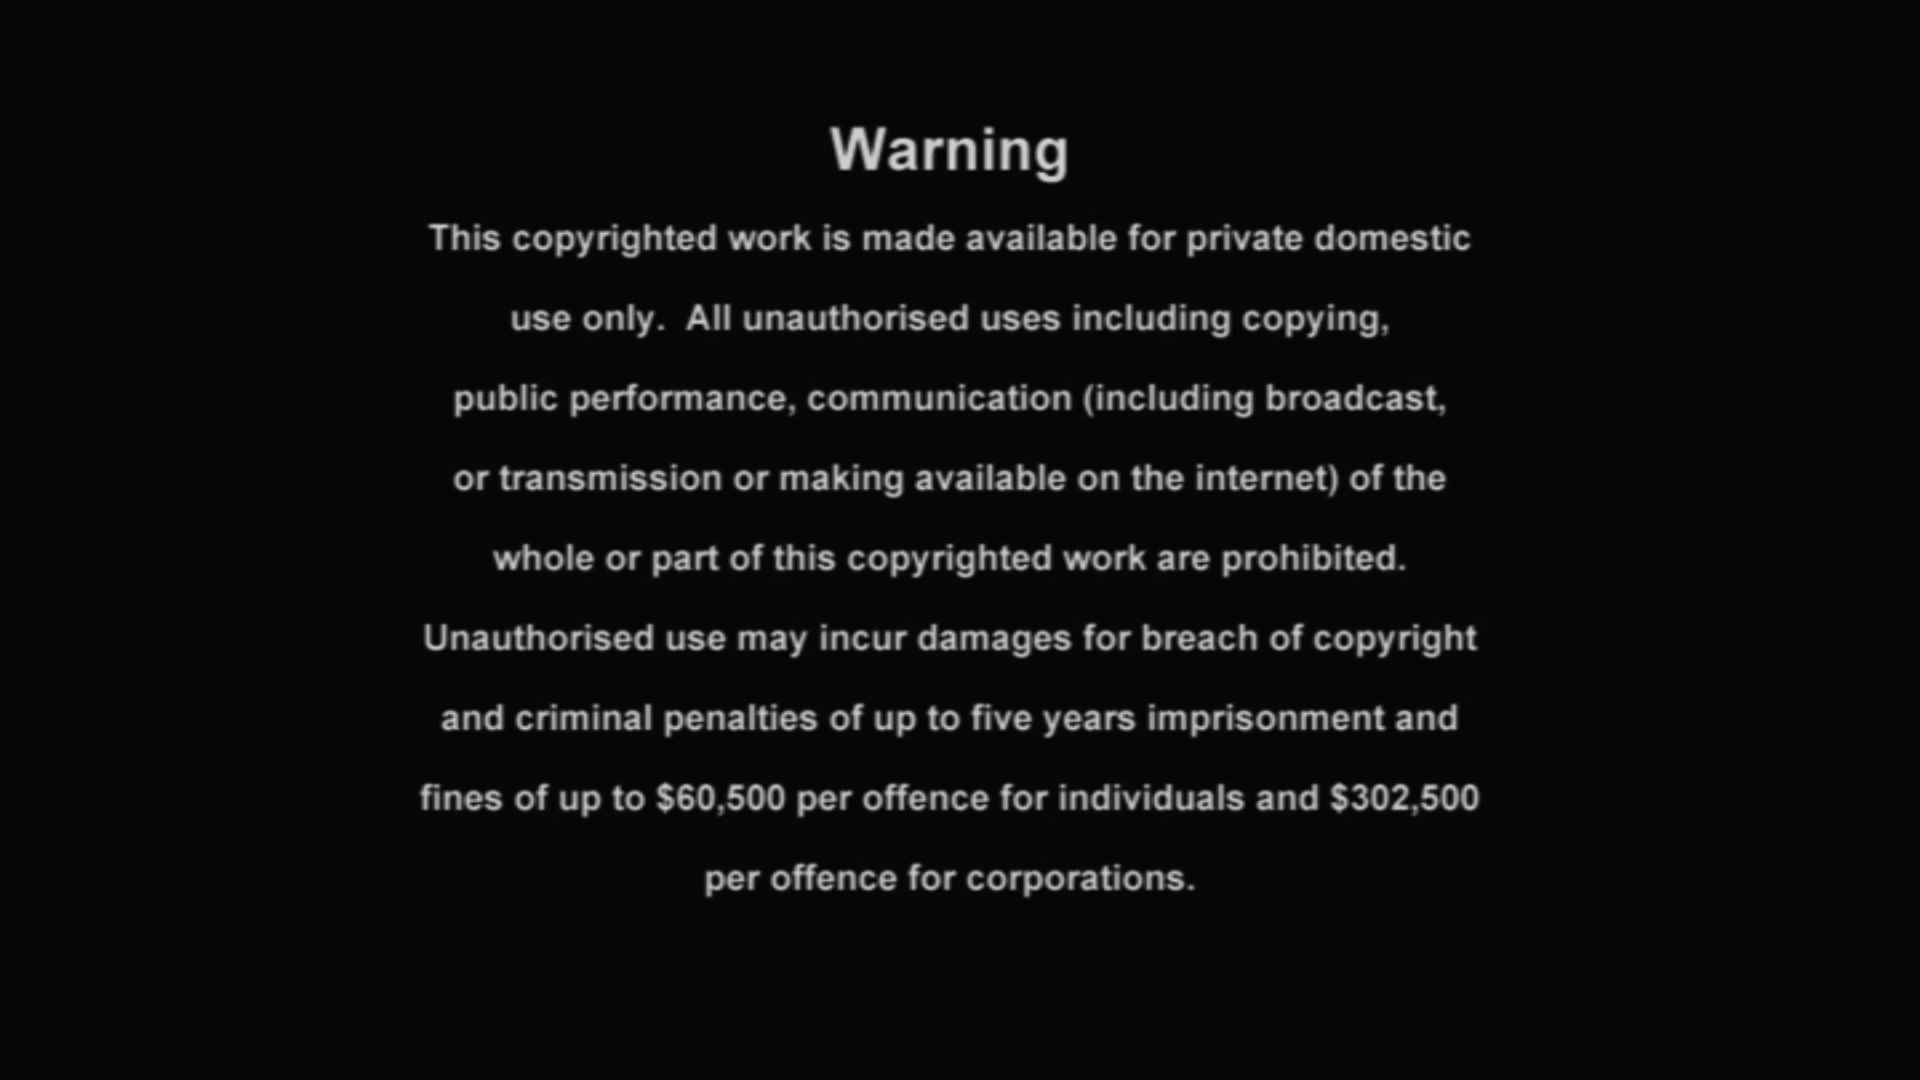 Warning
This copyrighted work is made available for private domestic
use only.  All unauthorised uses including copying,
public performance, communication (including broadcast,
or transmission or making available on the internet) of the
whole or part of this copyrighted work are prohibited.
Unauthorised use may incur damages for breach of copyright
and criminal penalties of up to five years imprisonment and
fines of up to $60,500 per offence for individuals and $302,500
per offence for corporations.